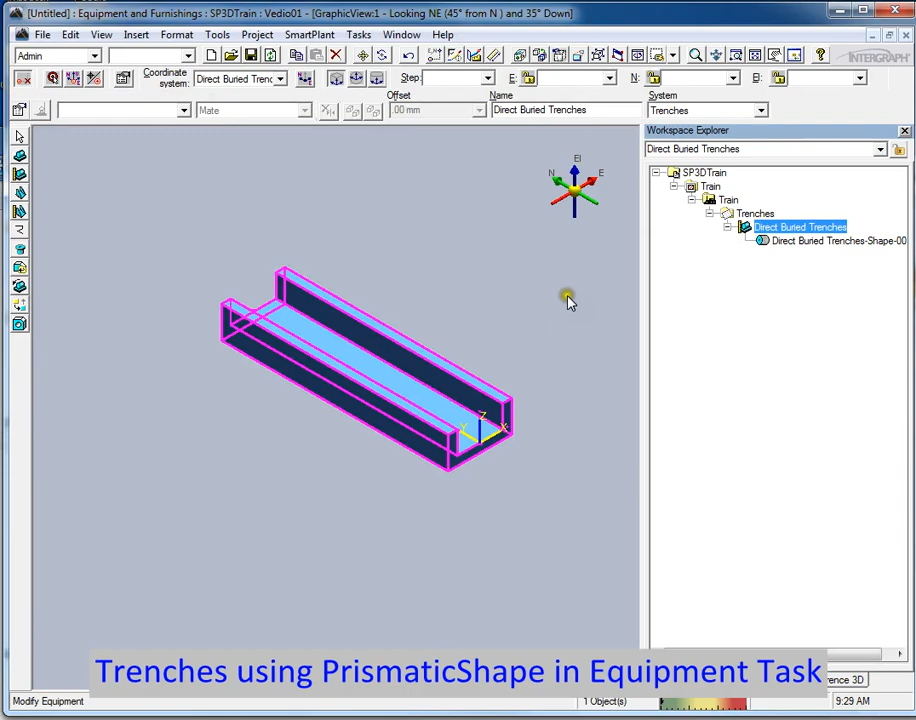 [Untitled] : Equipment and Furnishings : SP3DTrain : Vedio01 - [GraphicView:1 - Looking NE (45° from N ) and 35° Down]
File Edit View Insert Format Tools Project SmartPlant Tasks Window Help
Admin
INTERGRAPH
Coordinate system: Direct Buried Trenc Step: E: N: El:
Offset Name System
Mate .00 mm Direct Buried Trenches Trenches
Workspace Explorer
Direct Buried Trenches
SP3DTrain
Train
Train
Trenches
Direct Buried Trenches
Direct Buried Trenches-Shape-00
El
N E
Z
Y X
Trenches using PrismaticShape in Equipment Task
rence 3D
Modify Equipment 1 Object(s) 9:29 AM